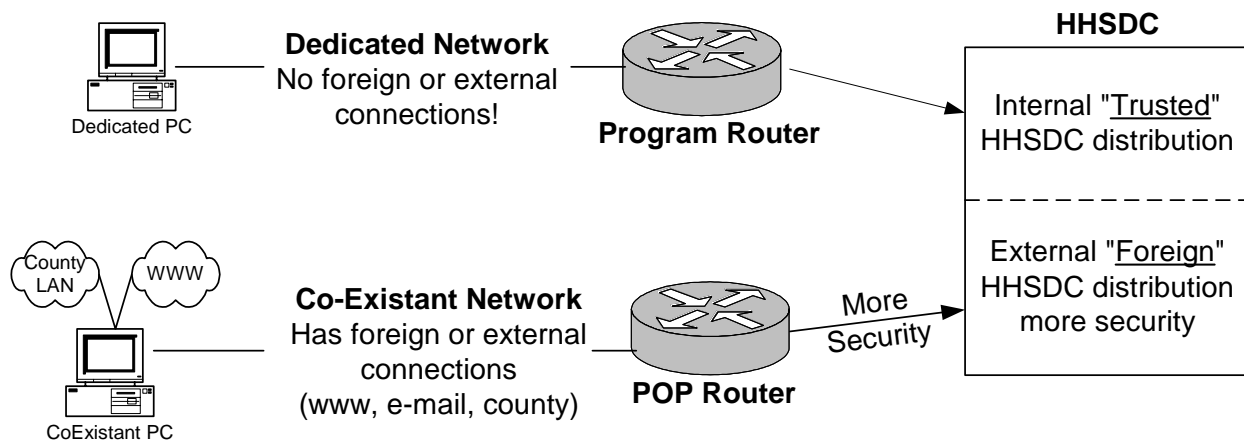 HHSDC
Dedicated Network
No foreign or external
connections!
Dedicated PC
Program Router
Internal "Trusted"
HHSDC distribution
County
LAN
WWW
Co-Existant Network
Has foreign or external
connections
(www, e-mail, county)
CoExistant PC
POP Router
More
Security
External "Foreign"
HHSDC distribution
more security